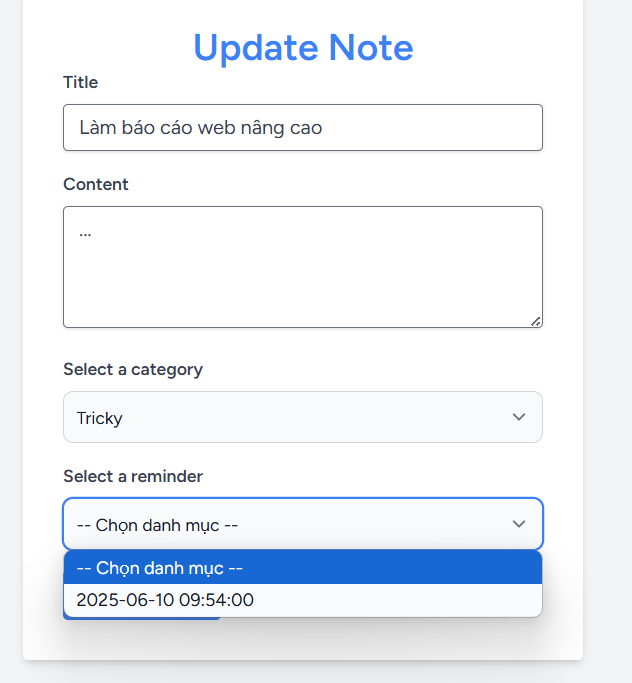 Update Note
Title
Làm báo cáo web nâng cao
Content
...
Select a category
Tricky
Select a reminder
-- Chọn danh mục --
-- Chọn danh mục --
2025-06-10 09:54:00